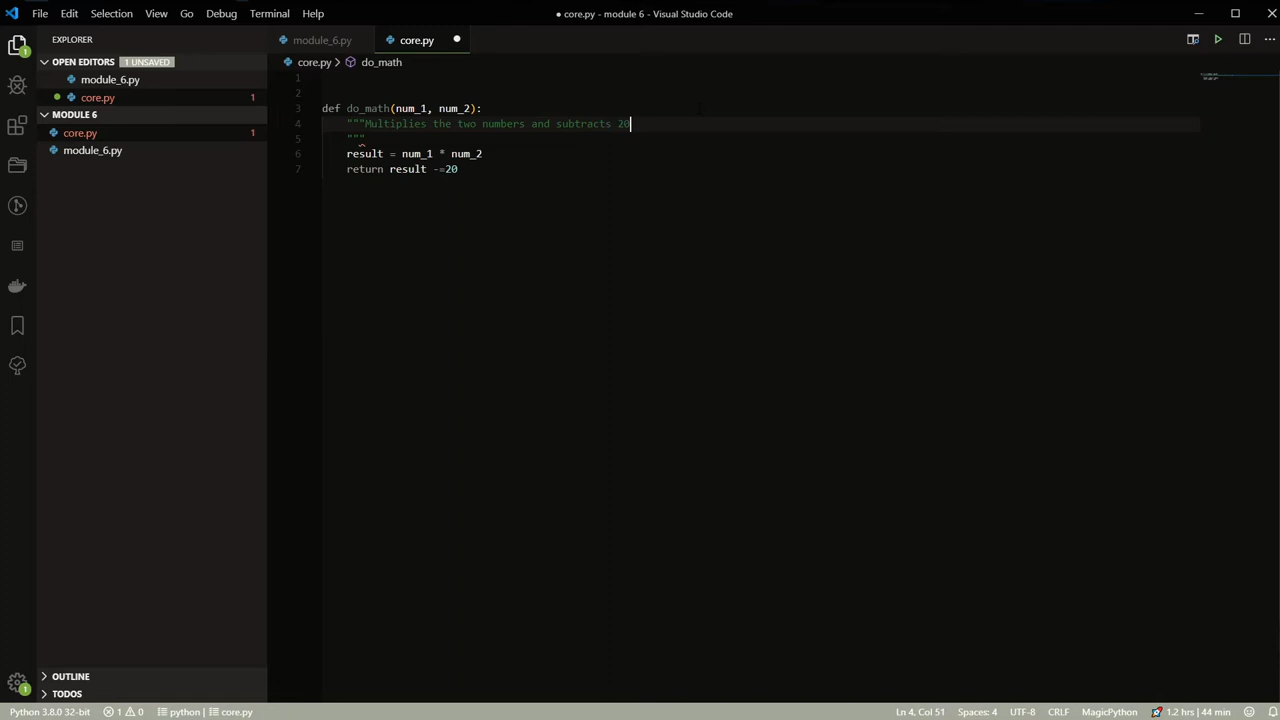 File Edit Selection View Go Debug Terminal Help
● core.py - module 6 - Visual Studio Code
EXPLORER
module_6.py
core.py
OPEN EDITORS 1 UNSAVED
core.py > do_math
module_6.py
core.py 1
MODULE 6
core.py 1
module_6.py
1
2
3 def do_math(num_1, num_2):
4 """Multiplies the two numbers and subtracts 20
5 """
6 result = num_1 * num_2
7 return result -=20
1
1
OUTLINE
TODOS
Python 3.8.0 32-bit 1 0 python | core.py Ln 4, Col 51 Spaces: 4 UTF-8 CRLF MagicPython 1.2 hrs | 44 min